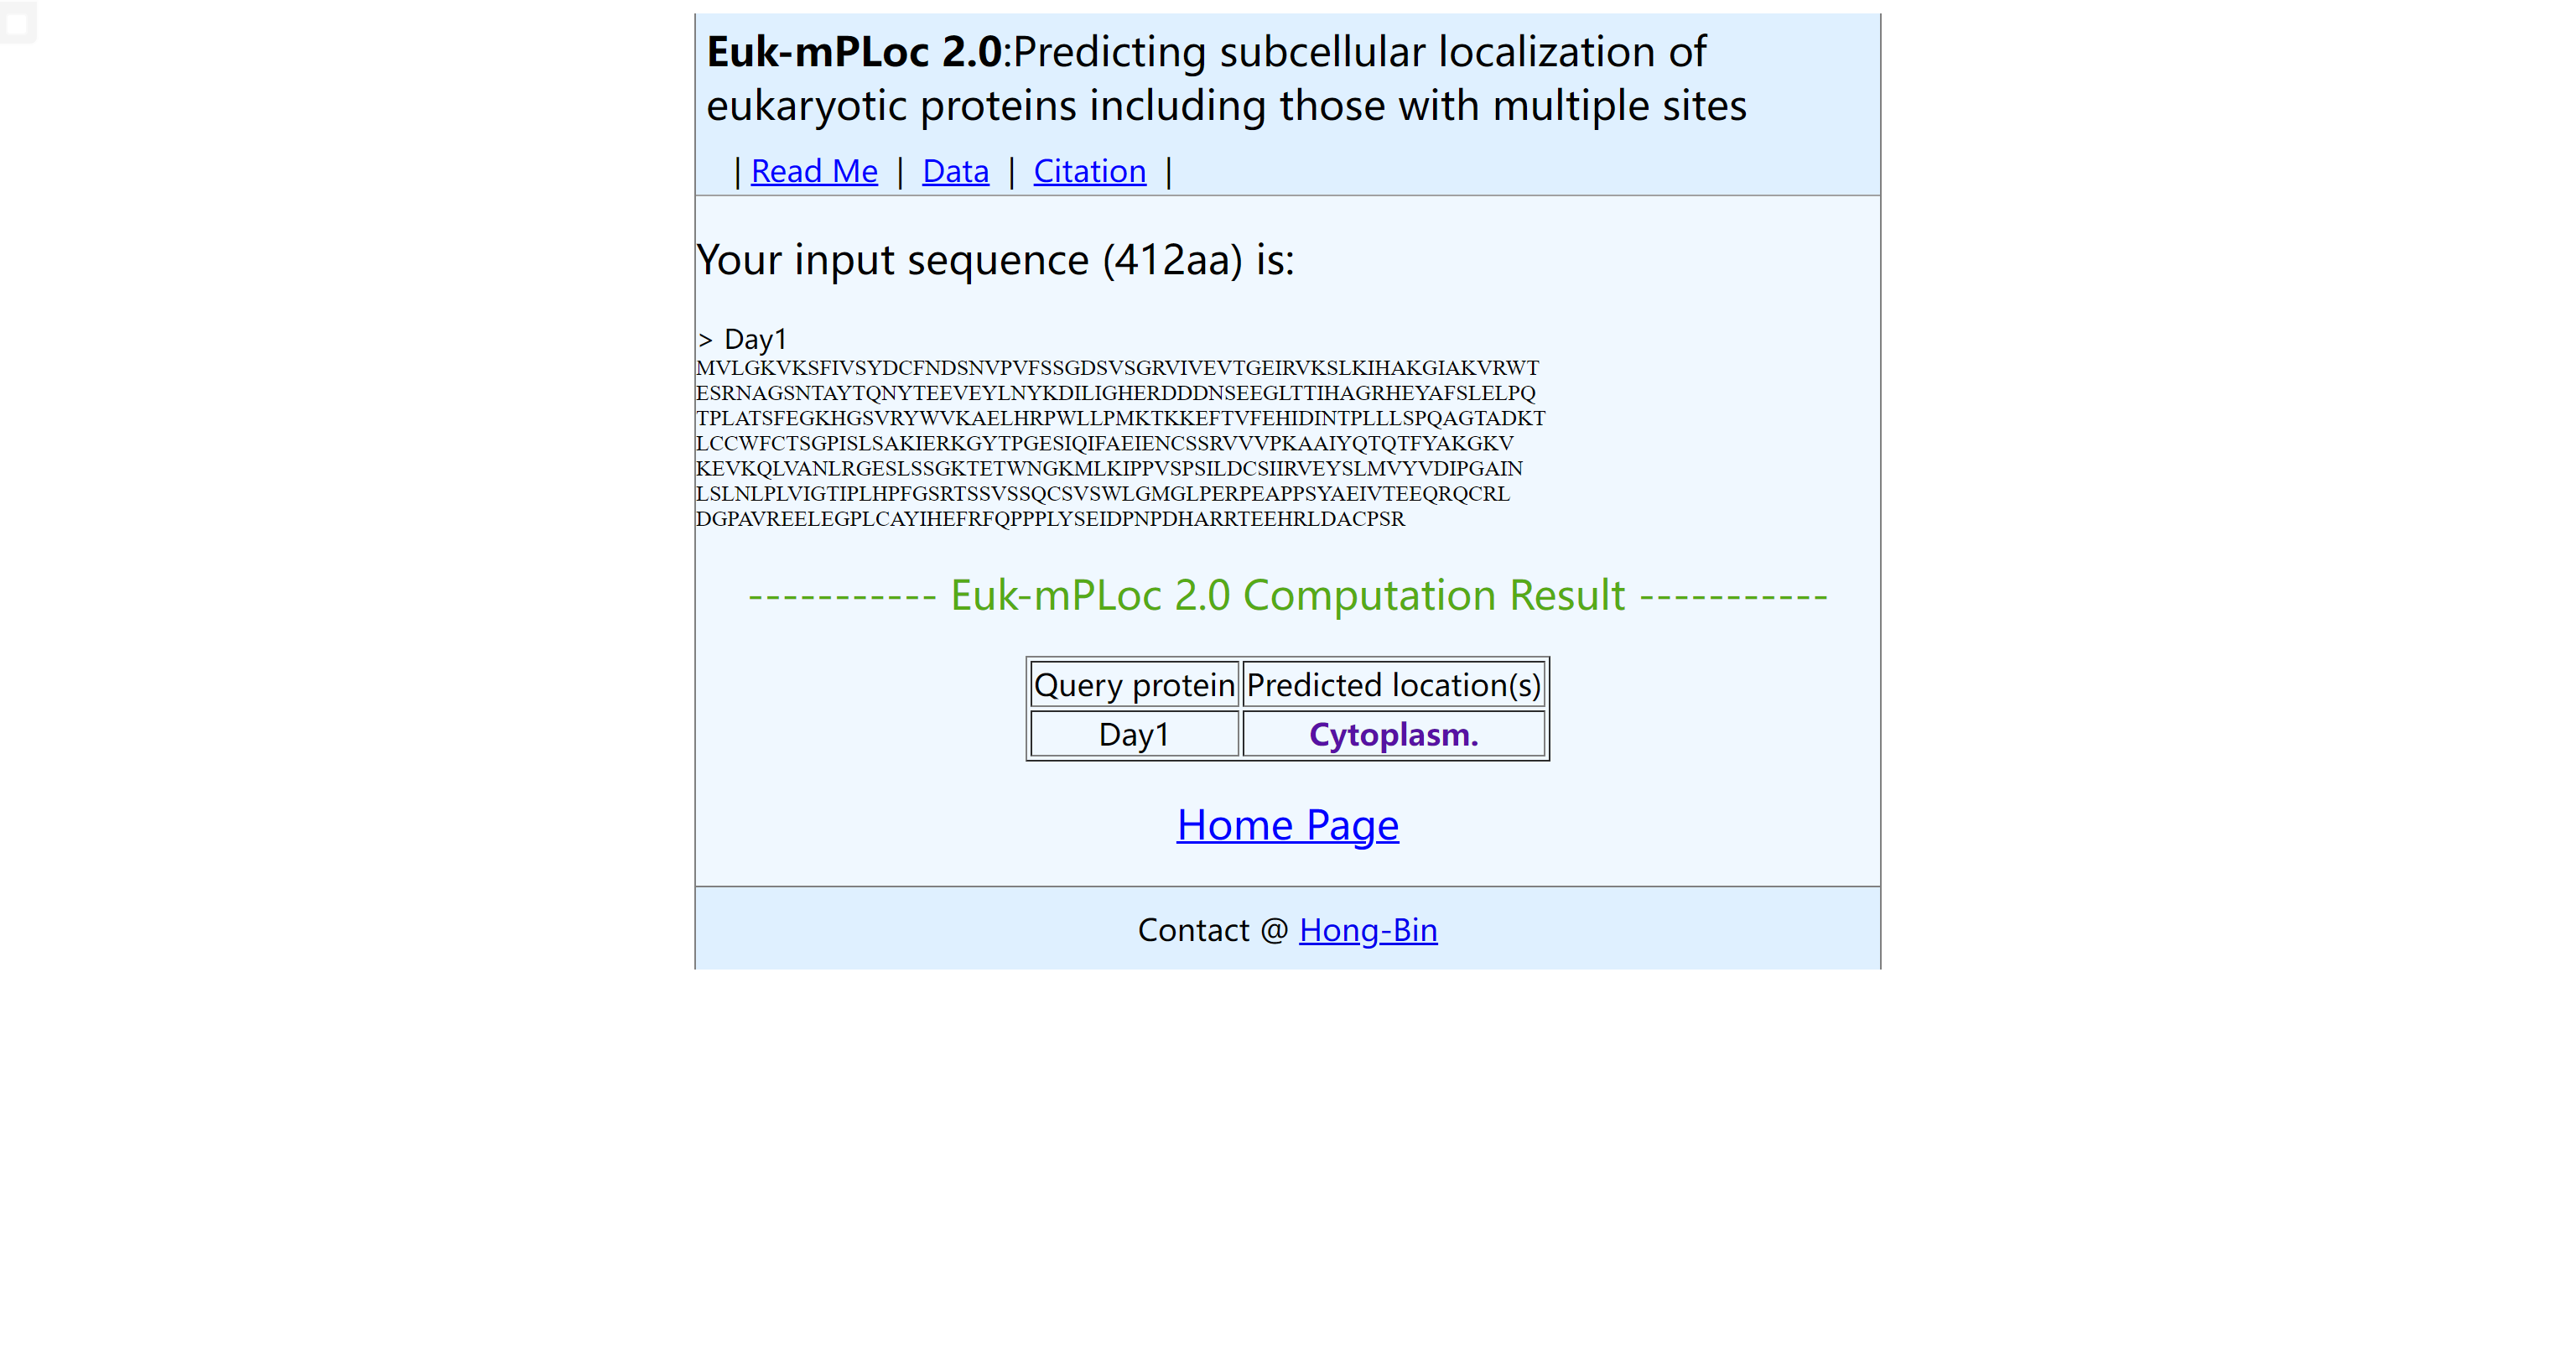 Euk-mPLoc 2.0:Predicting subcellular localization of
eukaryotic proteins including those with multiple sites
| Read Me | Data | Citation |
Your input sequence (412aa) is:
> Day1
MVLGKVKSFIVSYDCFNDSNVPVFSSGDSVSGRVIVEVTGEIRVKSLKIHAKGIAKVRWT
ESRNAGSNTAYTQNYTEEVEYLNYKDILIGHERDDDNSEEGLTTIHAGRHEYAFSLELPQ
TPLATSFEGKHGSVRYWVKAELHRPWLLPMKTKKEFTVFEHIDINTPLLLSPQAGTADKT
LCCWFCTSGPISLSAKIERKGYTPGESIQIFAEIENCSSRVVVPKAAIYQTQTFYAKGKV
KEVKQLVANLRGESLSSGKTETWNGKMLKIPPVSPSILDCSIIRVEYSLMVYVDIPGAIN
LSLNLPLVIGTIPLHPFGSRTSSVSSQCSVSWLGMGLPERPEAPPSYAEIVTEEQRQCRL
DGPAVREELEGPLCAYIHEFRFQPPPLYSEIDPNPDHARRTEEHRLDACPSR
----------- Euk-mPLoc 2.0 Computation Result -----------
Query protein Predicted location(s)
Day1 Cytoplasm.
Home Page
Contact @ Hong-Bin